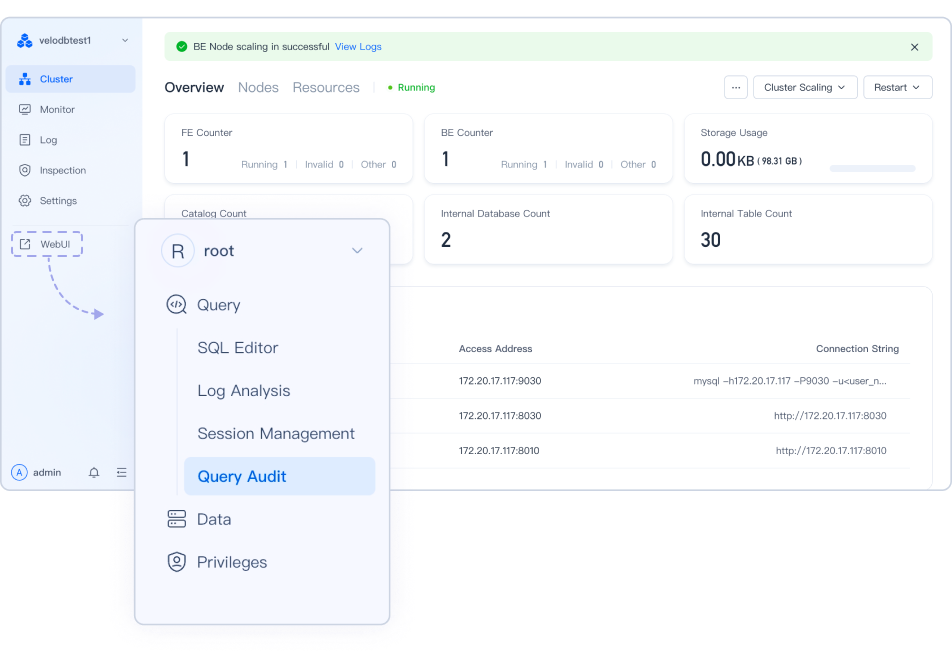 velodbtest1
Cluster
Monitor
Log
Inspection
Settings
WebUI
A admin
BE Node scaling in successful View Logs
Overview Nodes Resources Running
... Cluster Scaling Restart
FE Counter
1 Running 1 Invalid 0 Other 0
BE Counter
1 Running 1 Invalid 0 Other 0
Storage Usage
0.00KB ( 98.31 GB )
Catalog Count
Internal Database Count
2
Internal Table Count
30
Access Address Connection String
172.20.17.117:9030 mysql -h172.20.17.117 -P9030 -u<user_n...
172.20.17.117:8030 http://172.20.17.117:8030
172.20.17.117:8010 http://172.20.17.117:8010
R root
Query
SQL Editor
Log Analysis
Session Management
Query Audit
Data
Privileges